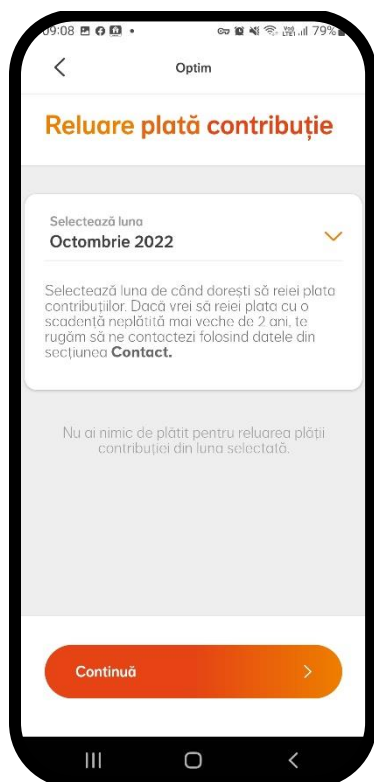 09:08 79%
Optim
Reluare plată contribuție
Selectează luna
Octombrie 2022
Selectează luna de când dorești să reiei plata
contribuțiilor. Dacă vrei să reiei plata cu o
scadență neplătită mai veche de 2 ani, te
rugăm să ne contactezi folosind datele din
secțiunea Contact.
Nu ai nimic de plătit pentru reluarea plății
contribuției din luna selectată.
Continuă